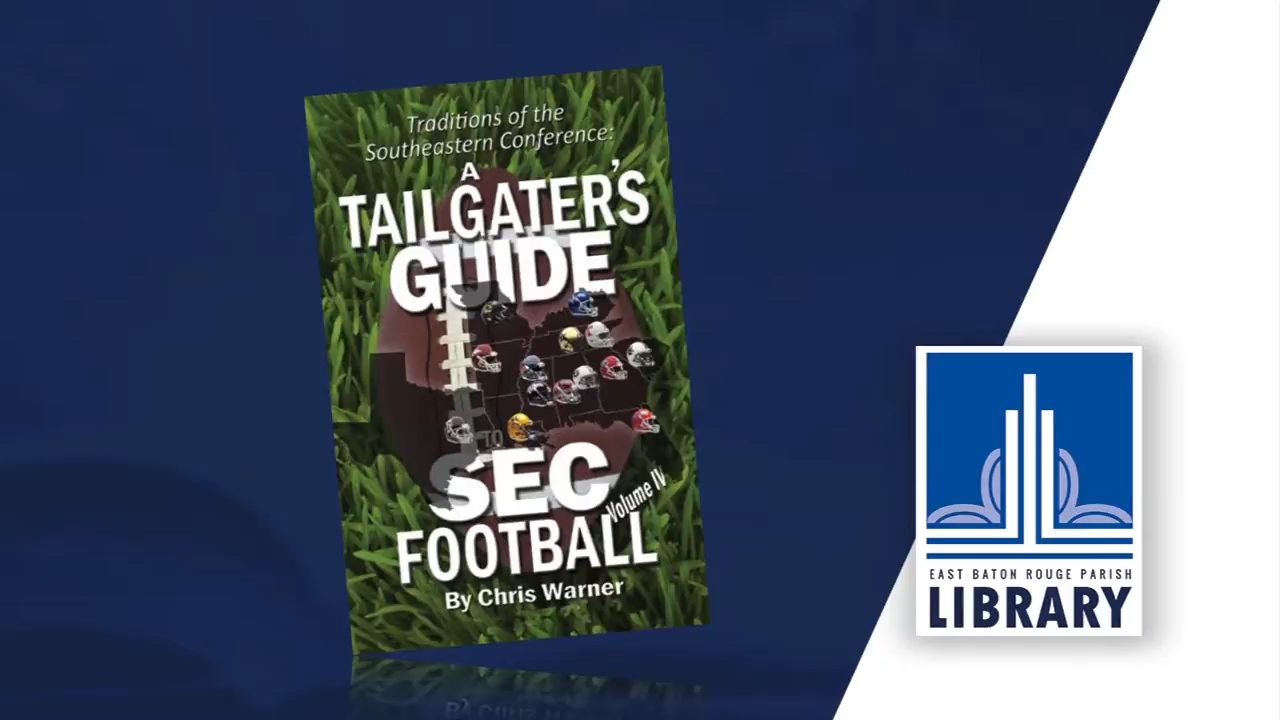 Traditions of the
Southeastern Conference:
A
TAILGATER'S
GUIDE
TO
SEC
Volume IV
FOOTBALL
By Chris Warner
EAST BATON ROUGE PARISH
LIBRARY